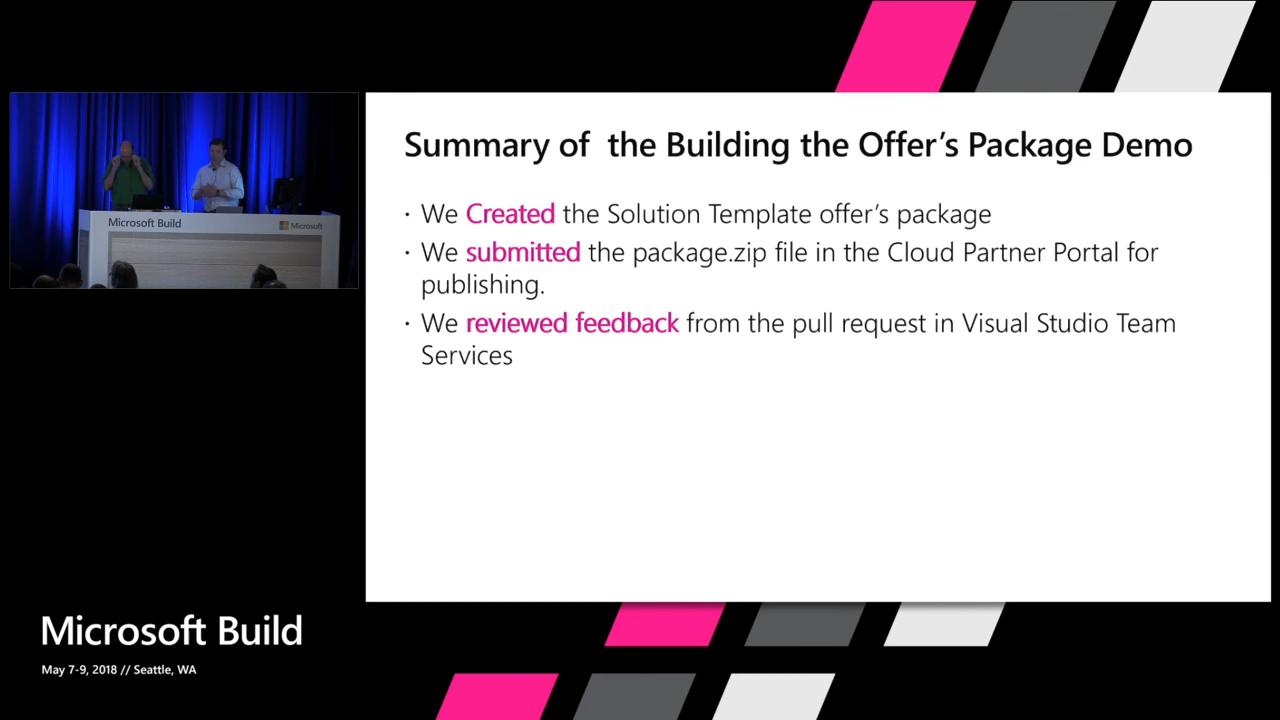 Summary of the Building the Offer's Package Demo
· We Created the Solution Template offer's package
· We submitted the package.zip file in the Cloud Partner Portal for
publishing.
· We reviewed feedback from the pull request in Visual Studio Team
Services
Microsoft Build
Microsoft
Microsoft Build
May 7-9, 2018 // Seattle, WA